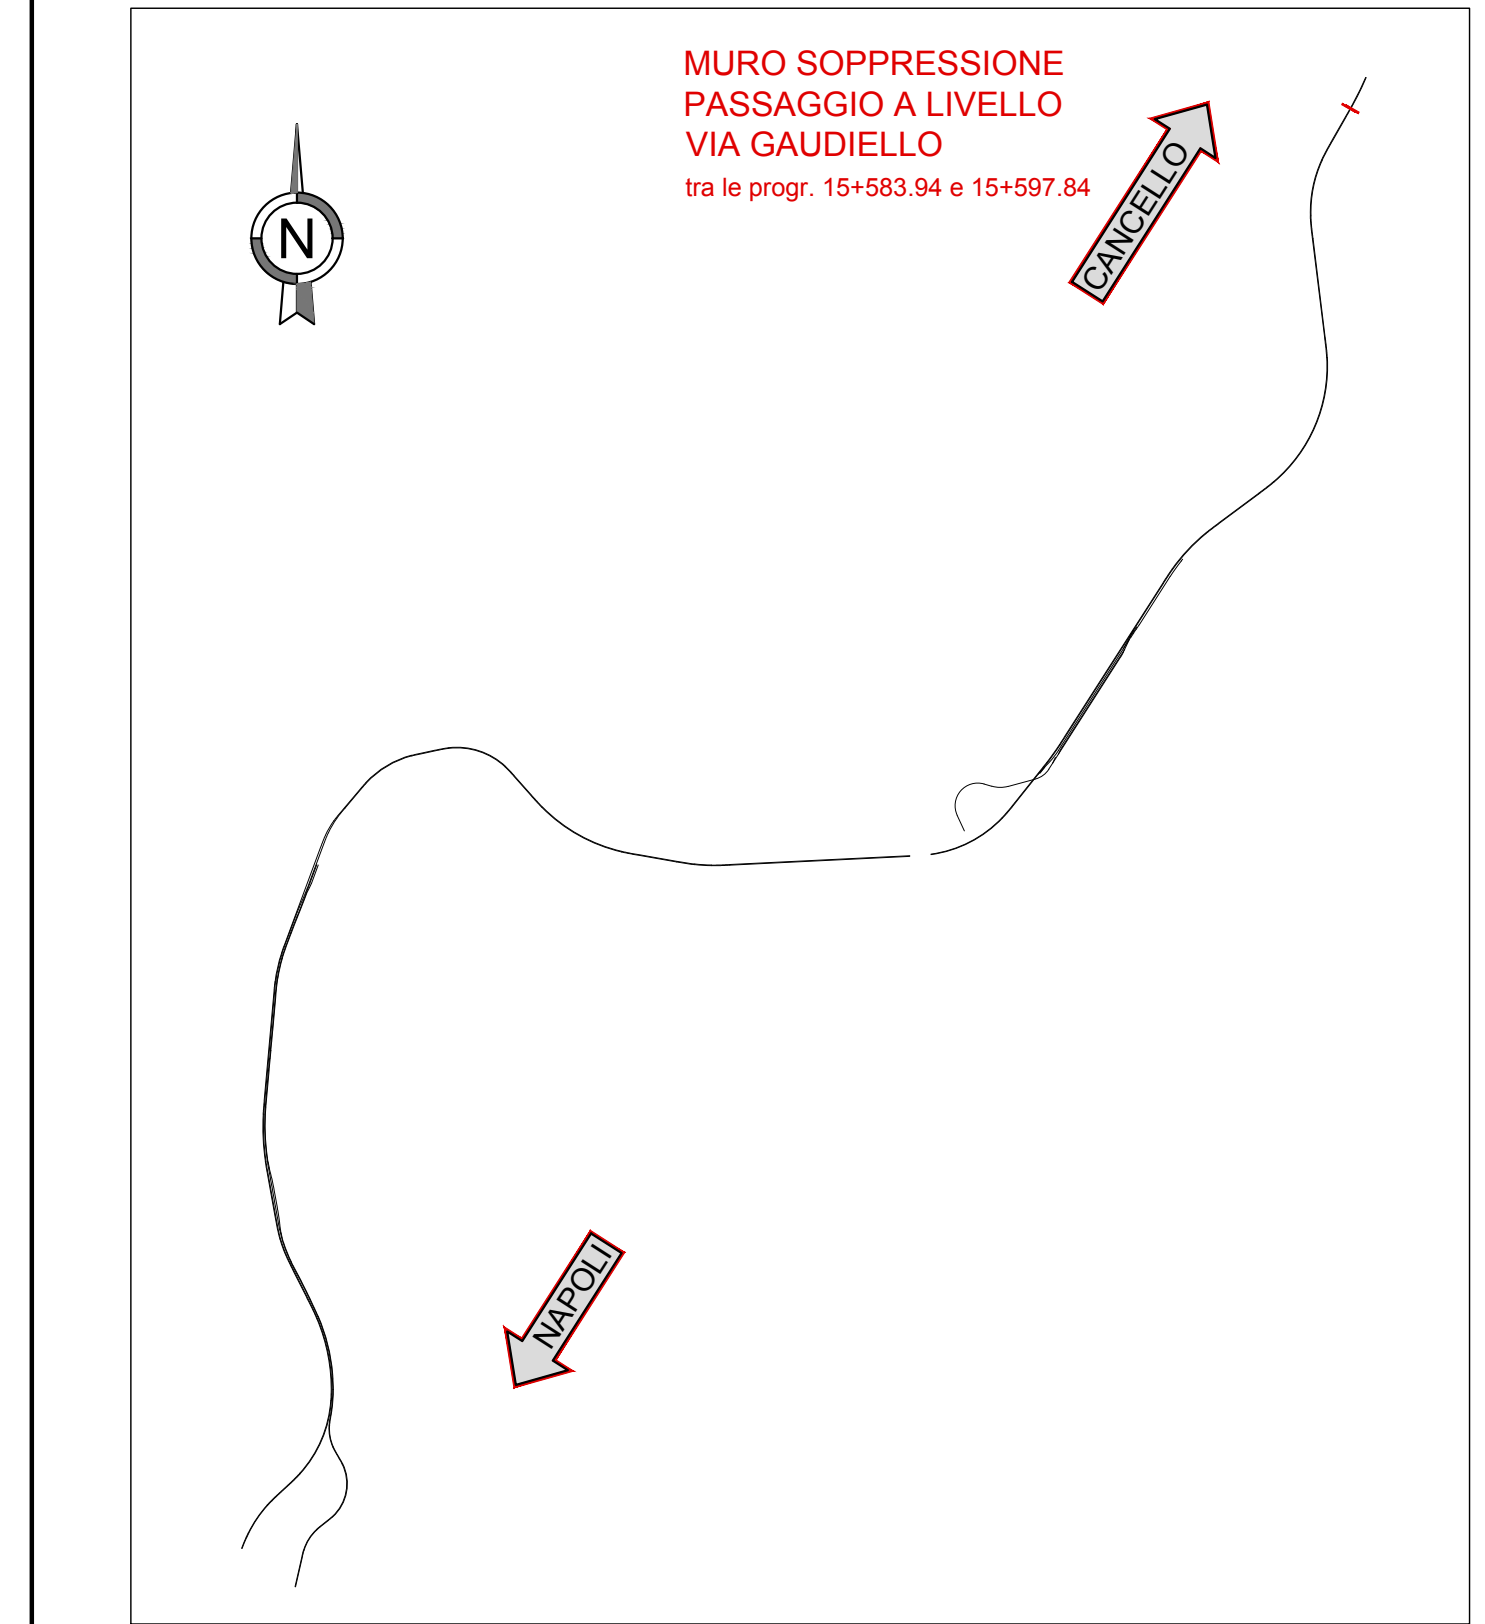 MURO SOPPRESSIONE
PASSAGGIO A LIVELLO
VIA GAUDIELLO
tra le progr. 15+583.94 e 15+597.84
CANCELLO
N
NAPOLI